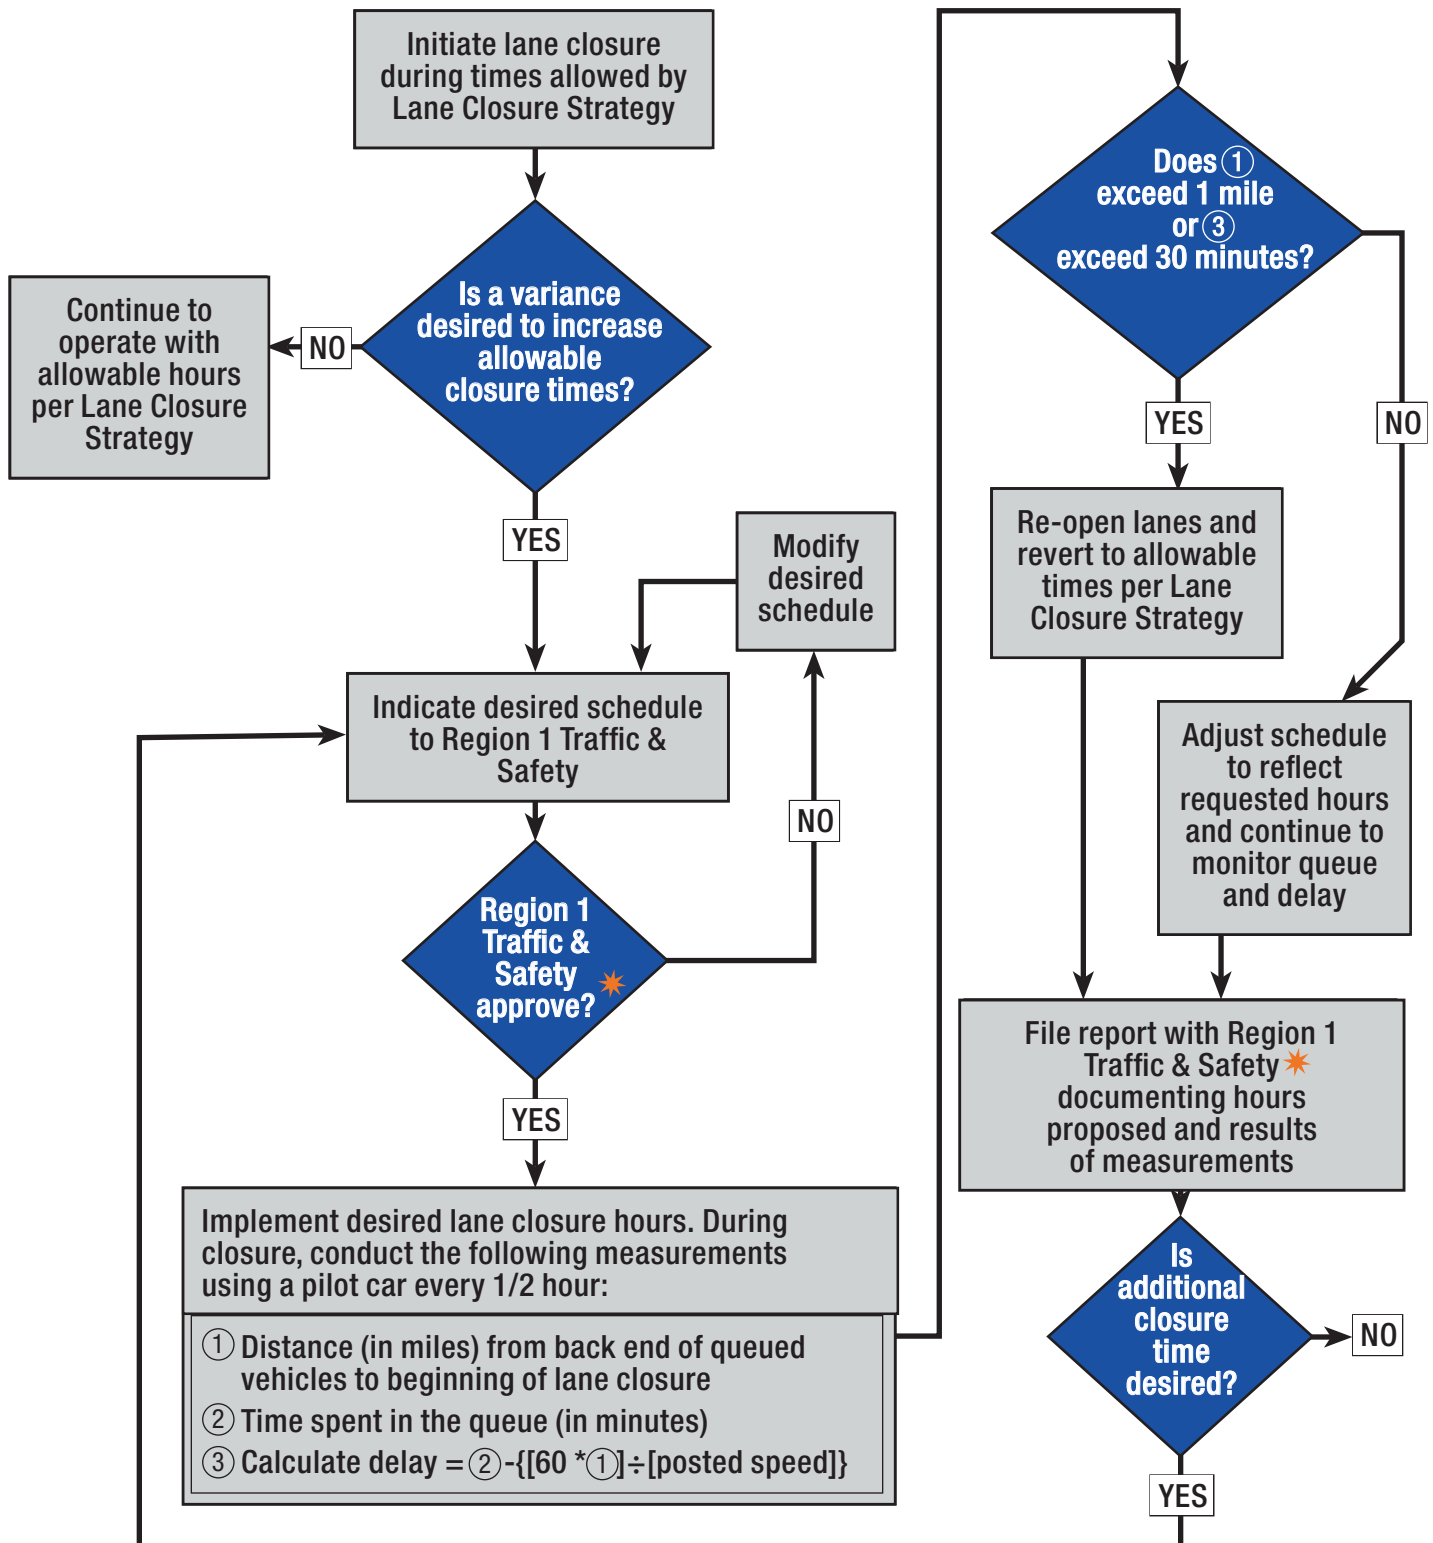 Initiate lane closure
during times allowed by
Lane Closure Strategy
Is a variance
desired to increase
allowable
closure times?
NO
Continue to
operate with
allowable hours
per Lane Closure
Strategy
YES
Modify
desired
schedule
Indicate desired schedule
to Region 1 Traffic &
Safety
NO
Region 1
Traffic &
Safety
approve?
YES
Implement desired lane closure hours. During
closure, conduct the following measurements
using a pilot car every 1/2 hour:
① Distance (in miles) from back end of queued
vehicles to beginning of lane closure
② Time spent in the queue (in minutes)
③ Calculate delay = ②-{[60 *①]÷[posted speed]}
Does ①
exceed 1 mile
or ③
exceed 30 minutes?
YES
NO
Re-open lanes and
revert to allowable
times per Lane
Closure Strategy
Adjust schedule
to reflect
requested hours
and continue to
monitor queue
and delay
File report with Region 1
Traffic & Safety
documenting hours
proposed and results
of measurements
Is
additional
closure
time
desired?
NO
YES